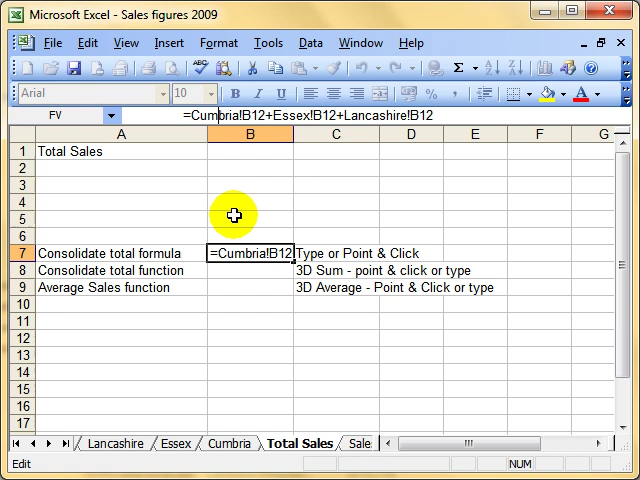 Microsoft Excel - Sales figures 2009
File Edit View Insert Format Tools Data Window Help
ABC Σ A Z Z A
Arial 10 B I U % A
FV =Cumbria!B12+Essex!B12+Lancashire!B12
A B C D E F G
1 Total Sales
2
3
4
5
6
7 Consolidate total formula =Cumbria!B12 Type or Point & Click
8 Consolidate total function 3D Sum - point & click or type
9 Average Sales function 3D Average - Point & Click or type
10
11
12
13
14
15
16
17
Lancashire Essex Cumbria Total Sales Sale
Edit NUM